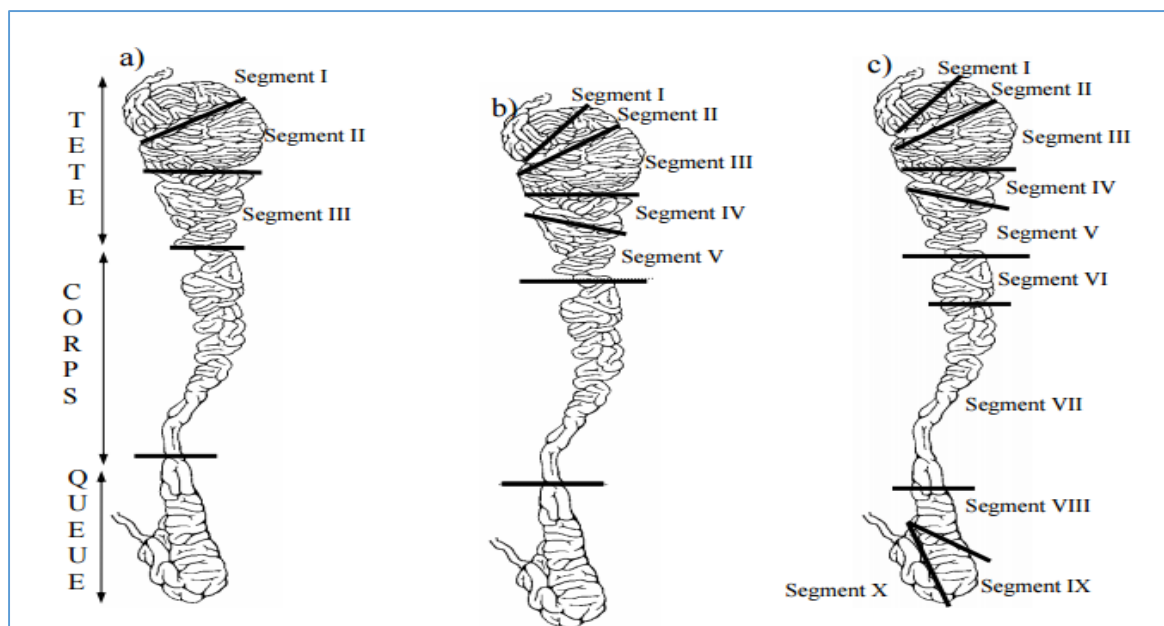 a)
Segment I
Segment II
Segment III
TETE
CORPS
QUEUE
b)
Segment I
Segment II
Segment III
Segment IV
Segment V
c)
Segment I
Segment II
Segment III
Segment IV
Segment V
Segment VI
Segment VII
Segment VIII
Segment IX
Segment X